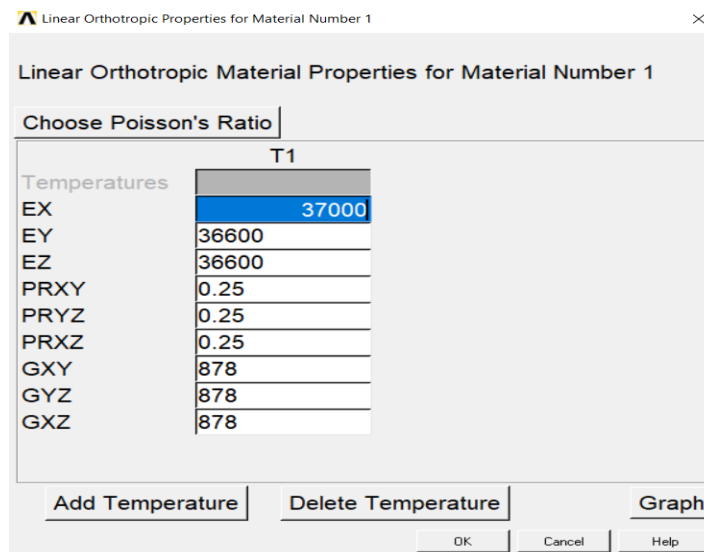 Linear Orthotropic Properties for Material Number 1
Linear Orthotropic Material Properties for Material Number 1
Choose Poisson's Ratio
T1
Temperatures
EX 37000
EY 36600
EZ 36600
PRXY 0.25
PRYZ 0.25
PRXZ 0.25
GXY 878
GYZ 878
GXZ 878
Add Temperature Delete Temperature Graph
OK Cancel Help